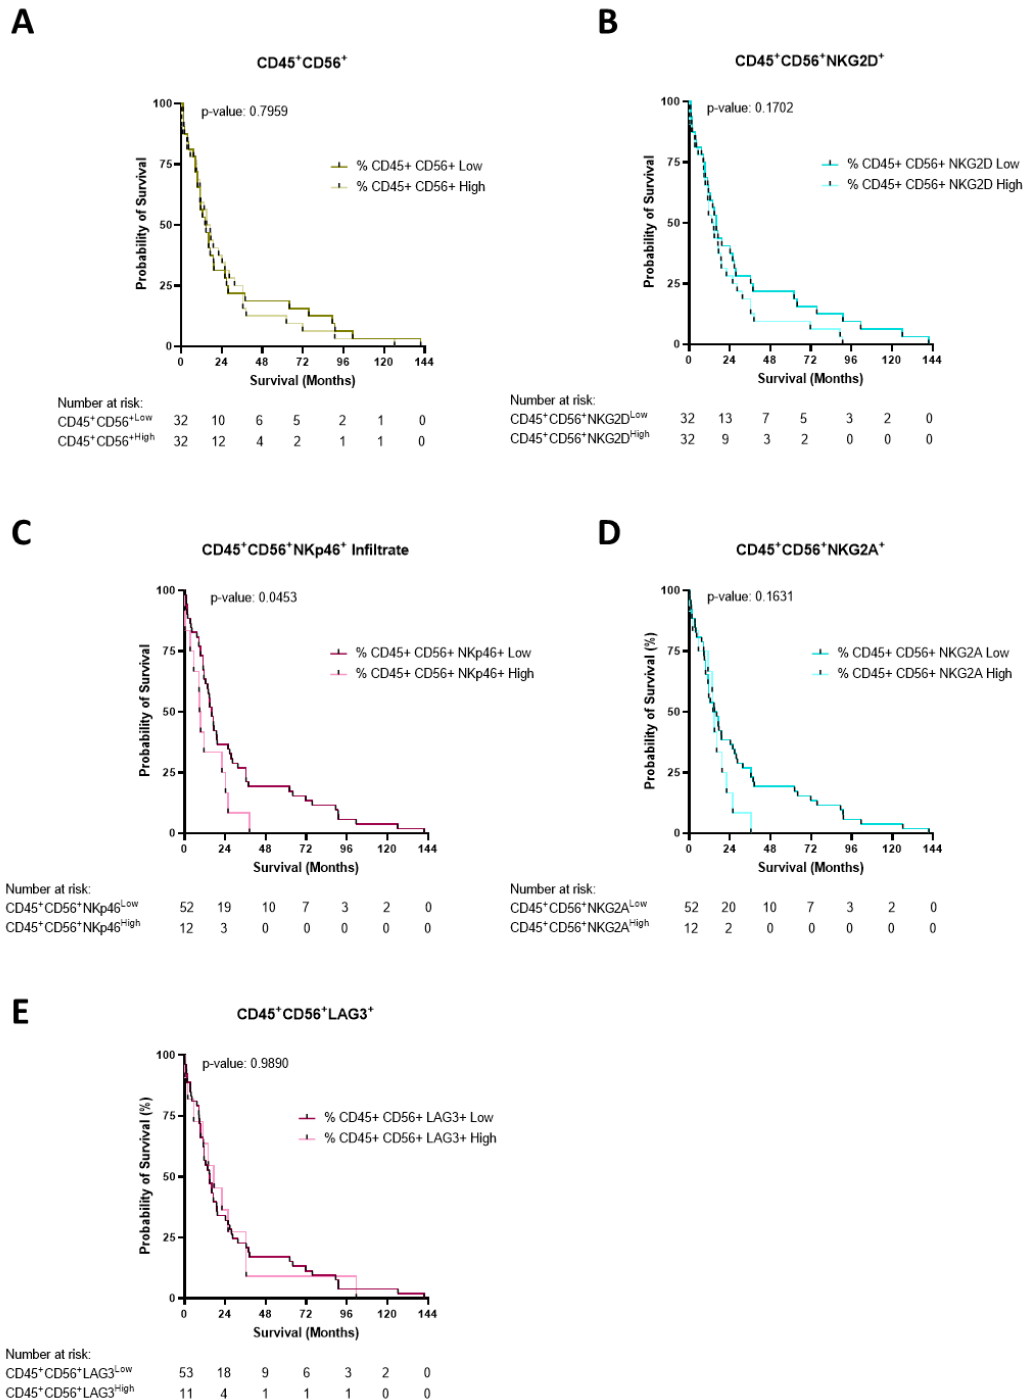 A
CD45⁺CD56⁺
p-value: 0.7959
% CD45+ CD56+ Low
% CD45+ CD56+ High
Probability of Survival
100
75
50
25
0
0 24 48 72 96 120 144
Survival (Months)
Number at risk:
CD45⁺CD56⁺ᴸᵒʷ 32 10 6 5 2 1 0
CD45⁺CD56⁺ᴴⁱᵍʰ 32 12 4 2 1 1 0
B
CD45⁺CD56⁺NKG2D⁺
p-value: 0.1702
% CD45+ CD56+ NKG2D Low
% CD45+ CD56+ NKG2D High
Probability of Survival
100
75
50
25
0
0 24 48 72 96 120 144
Survival (Months)
Number at risk:
CD45⁺CD56⁺NKG2Dᴸᵒʷ 32 13 7 5 3 2 0
CD45⁺CD56⁺NKG2Dᴴⁱᵍʰ 32 9 3 2 0 0 0
C
CD45⁺CD56⁺NKp46⁺ Infiltrate
p-value: 0.0453
% CD45+ CD56+ NKp46+ Low
% CD45+ CD56+ NKp46+ High
Probability of Survival
100
75
50
25
0
0 24 48 72 96 120 144
Survival (Months)
Number at risk:
CD45⁺CD56⁺NKp46ᴸᵒʷ 52 19 10 7 3 2 0
CD45⁺CD56⁺NKp46ᴴⁱᵍʰ 12 3 0 0 0 0 0
D
CD45⁺CD56⁺NKG2A⁺
p-value: 0.1631
% CD45+ CD56+ NKG2A Low
% CD45+ CD56+ NKG2A High
Probability of Survival (%)
100
75
50
25
0
0 24 48 72 96 120 144
Survival (Months)
Number at risk:
CD45⁺CD56⁺NKG2Aᴸᵒʷ 52 20 10 7 3 2 0
CD45⁺CD56⁺NKG2Aᴴⁱᵍʰ 12 2 0 0 0 0 0
E
CD45⁺CD56⁺LAG3⁺
p-value: 0.9890
% CD45+ CD56+ LAG3+ Low
% CD45+ CD56+ LAG3+ High
Probability of Survival (%)
100
75
50
25
0
0 24 48 72 96 120 144
Survival (Months)
Number at risk:
CD45⁺CD56⁺LAG3ᴸᵒʷ 53 18 9 6 3 2 0
CD45⁺CD56⁺LAG3ᴴⁱᵍʰ 11 4 1 1 1 0 0